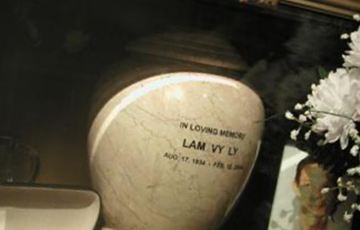 IN LOVING MEMORY
LAM VY LY
AUG. 17, 1934 - FEB.